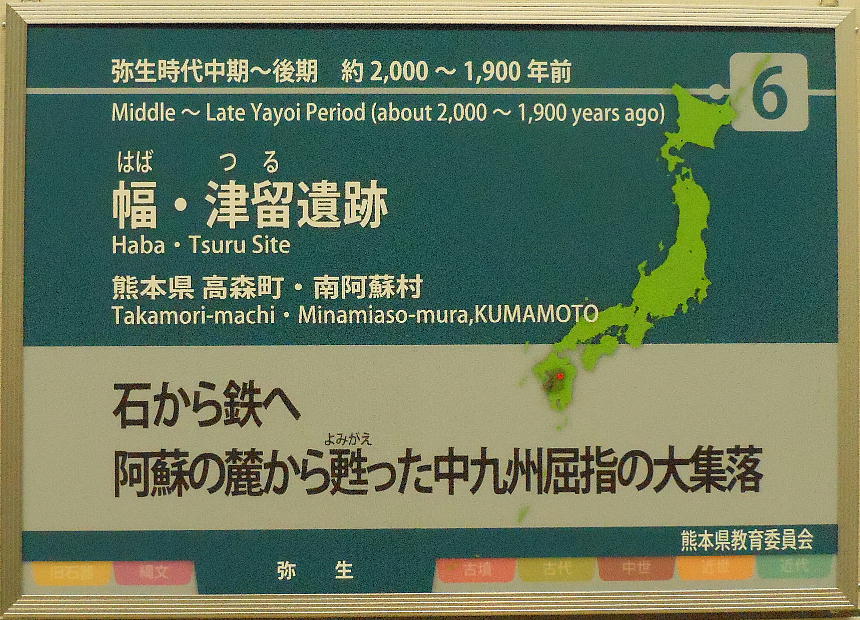 弥生時代中期～後期　約 2,000 ～ 1,900 年前
6
Middle ～ Late Yayoi Period (about 2,000 ～ 1,900 years ago)
はば　つ　る
幅・津留遺跡
Haba・Tsuru Site
熊本県 高森町・南阿蘇村
Takamori-machi・Minamiaso-mura,KUMAMOTO
石から鉄へ
よみがえ
阿蘇の麓から甦った中九州屈指の大集落
熊本県教育委員会
旧石器　縄文　弥　生　古墳　古代　中世　近世　近代